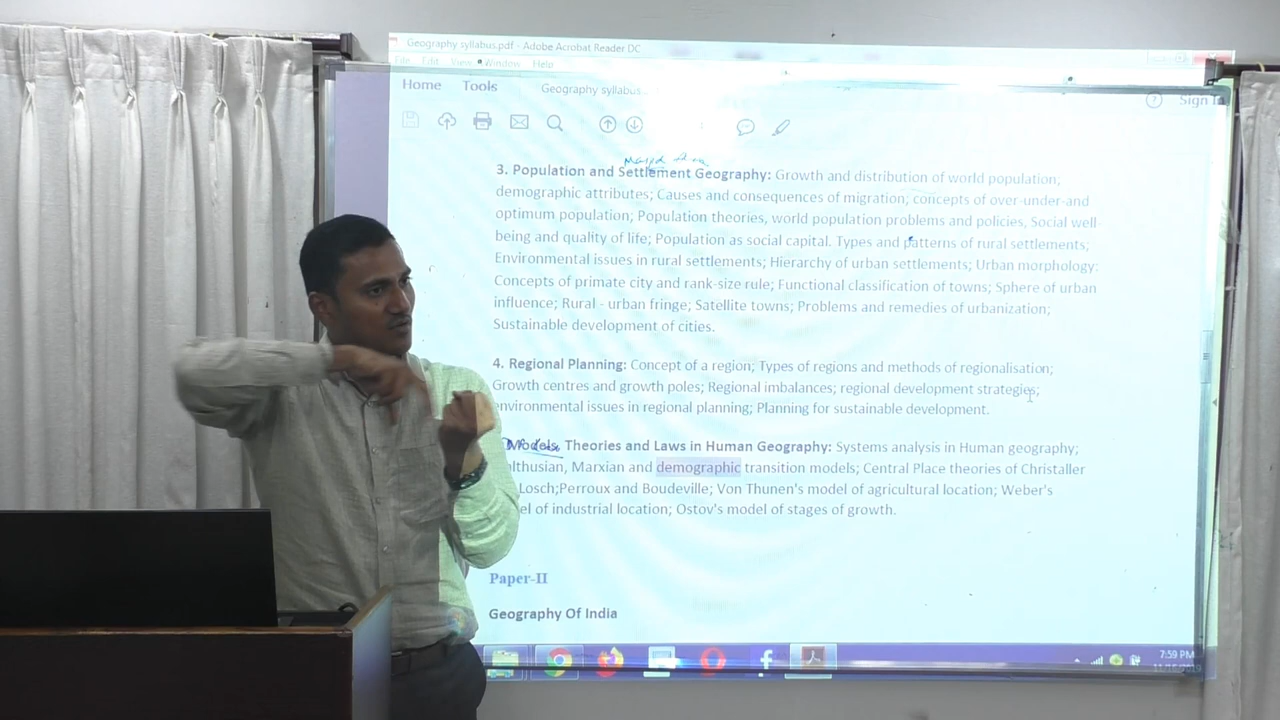 Geography syllabus.pdf - Adobe Acrobat Reader DC
File Edit View Window Help
Home Tools Geography syllabus...
Sign In
3. Population and Settlement Geography: Growth and distribution of world population;
demographic attributes; Causes and consequences of migration; concepts of over-under-and
optimum population; Population theories, world population problems and policies, Social well-
being and quality of life; Population as social capital. Types and patterns of rural settlements;
Environmental issues in rural settlements; Hierarchy of urban settlements; Urban morphology:
Concepts of primate city and rank-size rule; Functional classification of towns; Sphere of urban
influence; Rural - urban fringe; Satellite towns; Problems and remedies of urbanization;
Sustainable development of cities.
4. Regional Planning: Concept of a region; Types of regions and methods of regionalisation;
Growth centres and growth poles; Regional imbalances; regional development strategies;
environmental issues in regional planning; Planning for sustainable development.
Models, Theories and Laws in Human Geography: Systems analysis in Human geography;
althusian, Marxian and demographic transition models; Central Place theories of Christaller
Losch;Perroux and Boudeville; Von Thunen's model of agricultural location; Weber's
el of industrial location; Ostov's model of stages of growth.
Paper-II
Geography Of India
7:59 PM